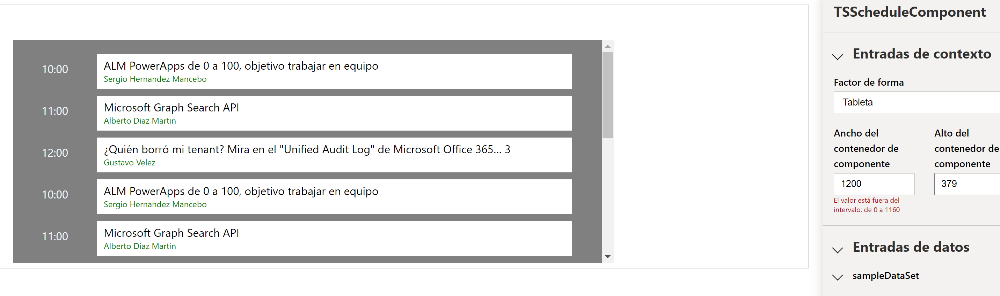 10:00
ALM PowerApps de 0 a 100, objetivo trabajar en equipo
Sergio Hernandez Mancebo
11:00
Microsoft Graph Search API
Alberto Diaz Martin
12:00
¿Quién borró mi tenant? Mira en el "Unified Audit Log" de Microsoft Office 365... 3
Gustavo Velez
10:00
ALM PowerApps de 0 a 100, objetivo trabajar en equipo
Sergio Hernandez Mancebo
11:00
Microsoft Graph Search API
Alberto Diaz Martin
TSScheduleComponent
Entradas de contexto
Factor de forma
Tableta
Ancho del
contenedor de
componente
1200
El valor está fuera del
intervalo: de 0 a 1160
Alto del
contenedor de
componente
379
Entradas de datos
sampleDataSet